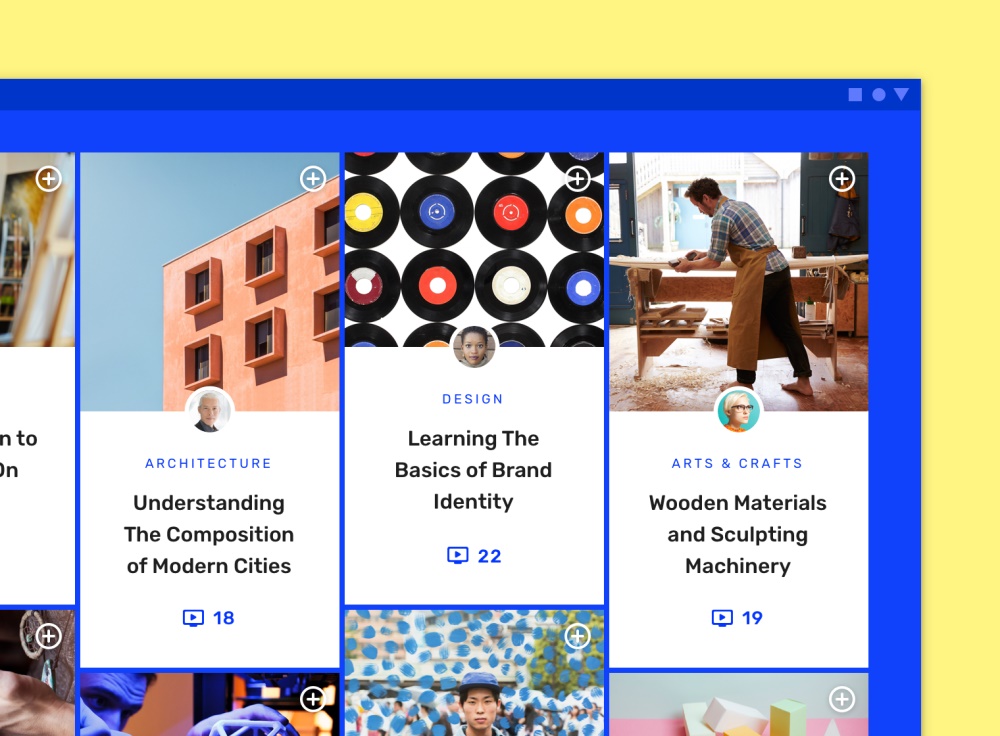 n to
On
ARCHITECTURE
Understanding
The Composition
of Modern Cities
18
DESIGN
Learning The
Basics of Brand
Identity
22
ARTS & CRAFTS
Wooden Materials
and Sculpting
Machinery
19